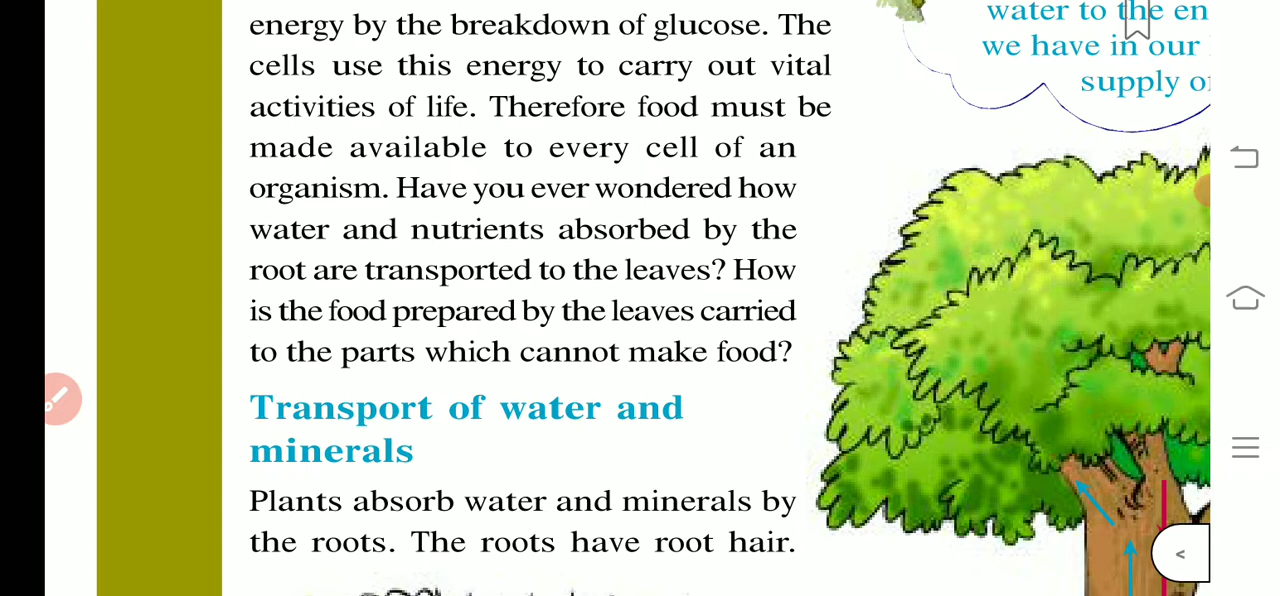 energy by the breakdown of glucose. The
cells use this energy to carry out vital
activities of life. Therefore food must be
made available to every cell of an
organism. Have you ever wondered how
water and nutrients absorbed by the
root are transported to the leaves? How
is the food prepared by the leaves carried
to the parts which cannot make food?
Transport of water and
minerals
Plants absorb water and minerals by
the roots. The roots have root hair.
water to the en
we have in our
supply o